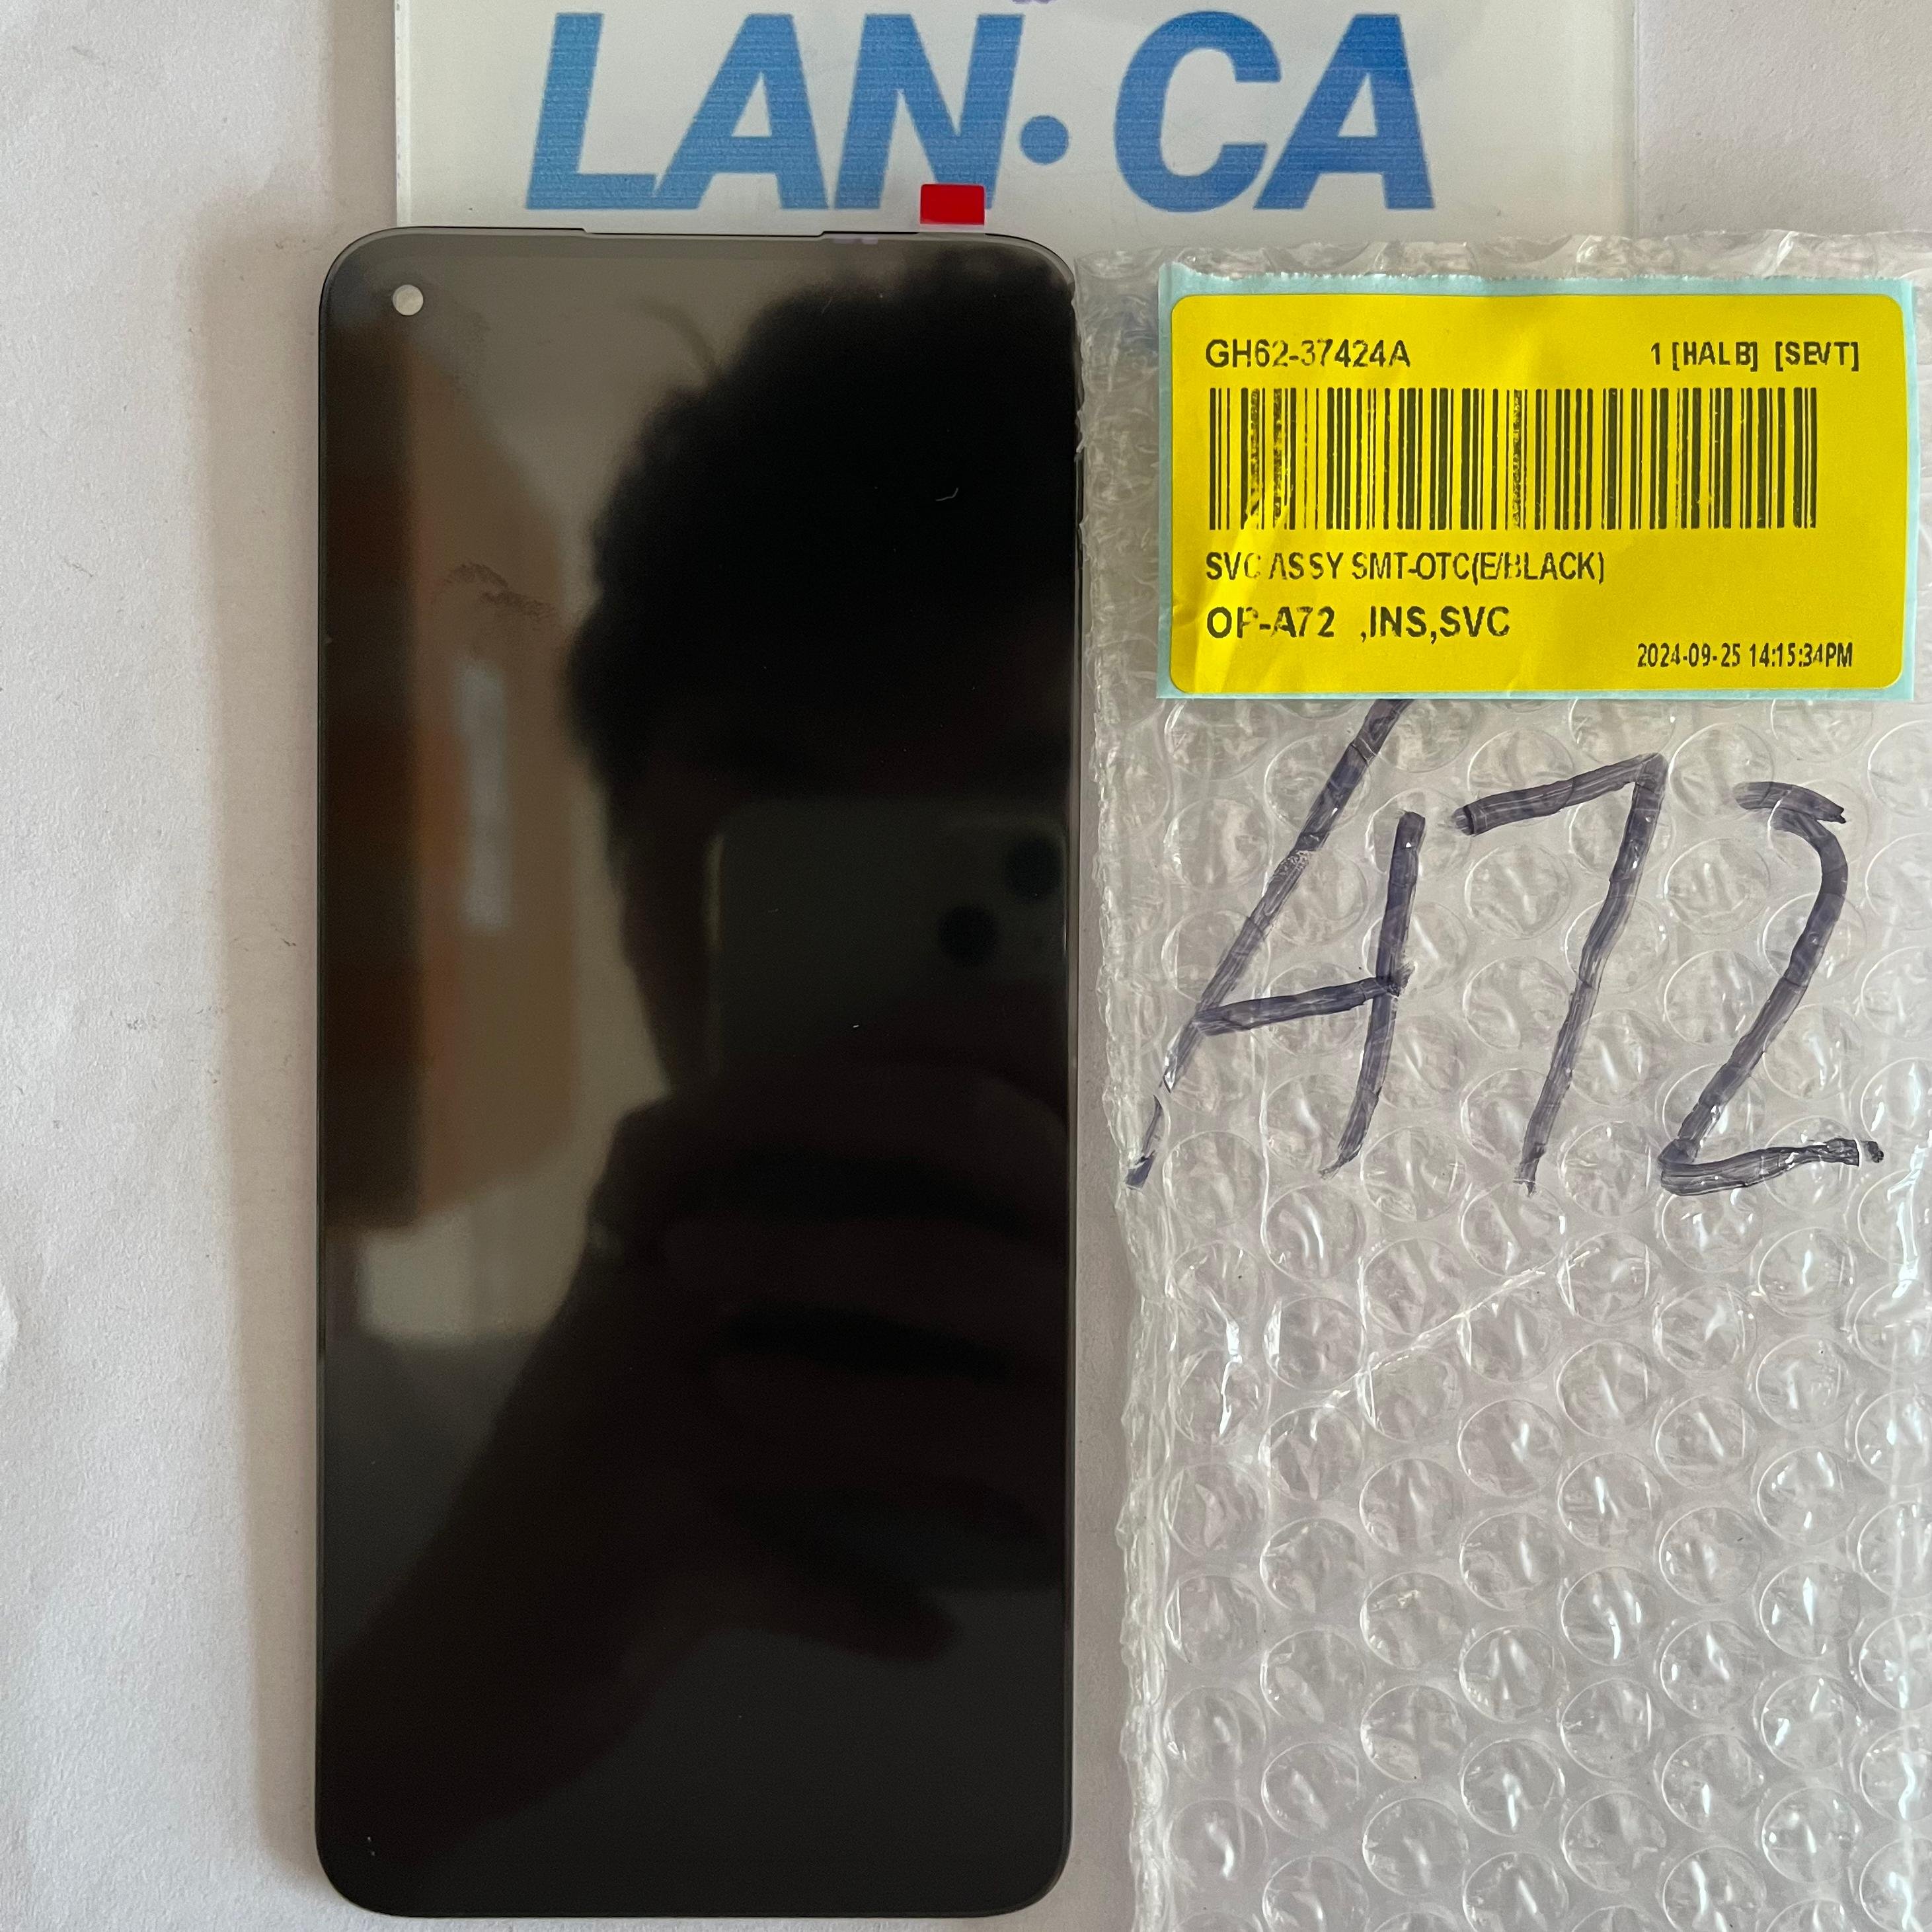 LAN·CA
GH62-37424A 1 [HALB] [SEVT]
SVC ASSY SMT-OTC(E/BLACK)
OP-A72 ,INS,SVC
2024-09-25 14:15:34PM
A72